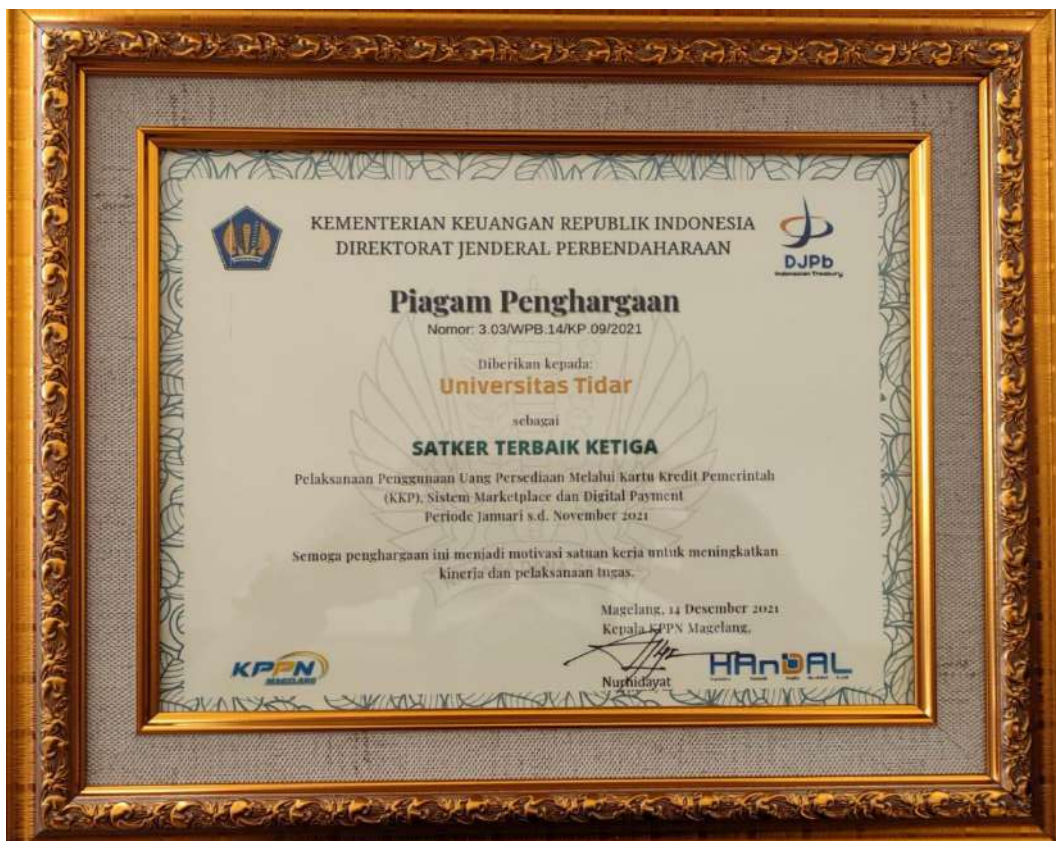 KEMENTERIAN KEUANGAN REPUBLIK INDONESIA
DIREKTORAT JENDERAL PERBENDAHARAAN
DJPb
Indonesian Treasury
Piagam Penghargaan
Nomor: 3.03/WPB.14/KP.09/2021
Diberikan kepada:
Universitas Tidar
sebagai
SATKER TERBAIK KETIGA
Pelaksanaan Penggunaan Uang Persediaan Melalui Kartu Kredit Pemerintah
(KKP), Sistem Marketplace dan Digital Payment
Periode Januari s.d. November 2021
Semoga penghargaan ini menjadi motivasi satuan kerja untuk meningkatkan
kinerja dan pelaksanaan tugas.
Magelang, 14 Desember 2021
Kepala KPPN Magelang,
Nurhidayat
KPPN
MAGELANG
HAnDAL